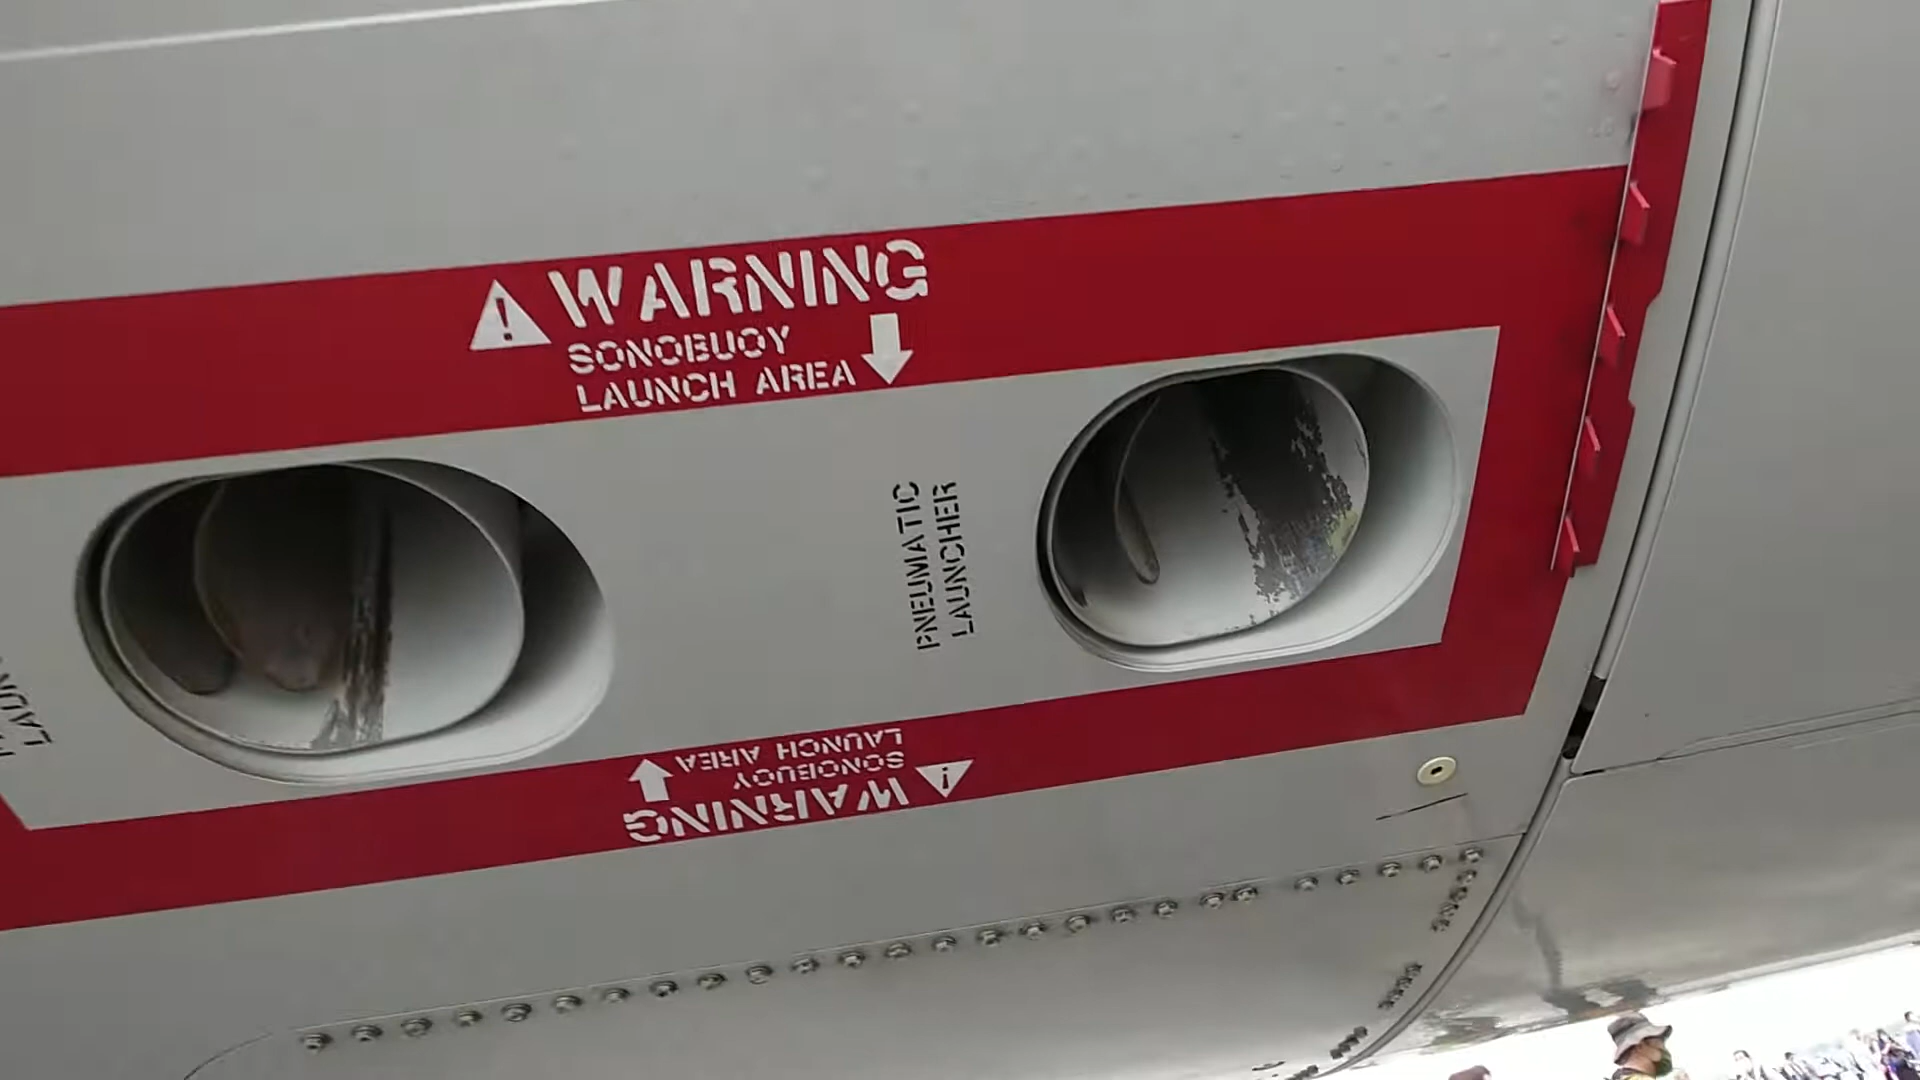 WARNING
SONOBUOY
LAUNCH AREA
PNEUMATIC
LAUNCHER
WARNING
SONOBUOY
LAUNCH AREA